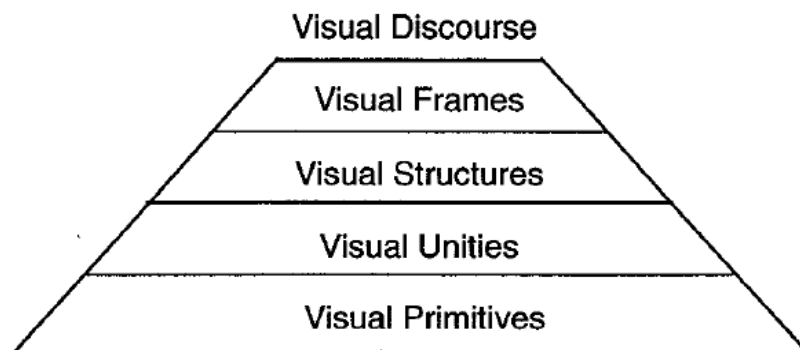 Visual Discourse
Visual Frames
Visual Structures
Visual Unities
Visual Primitives